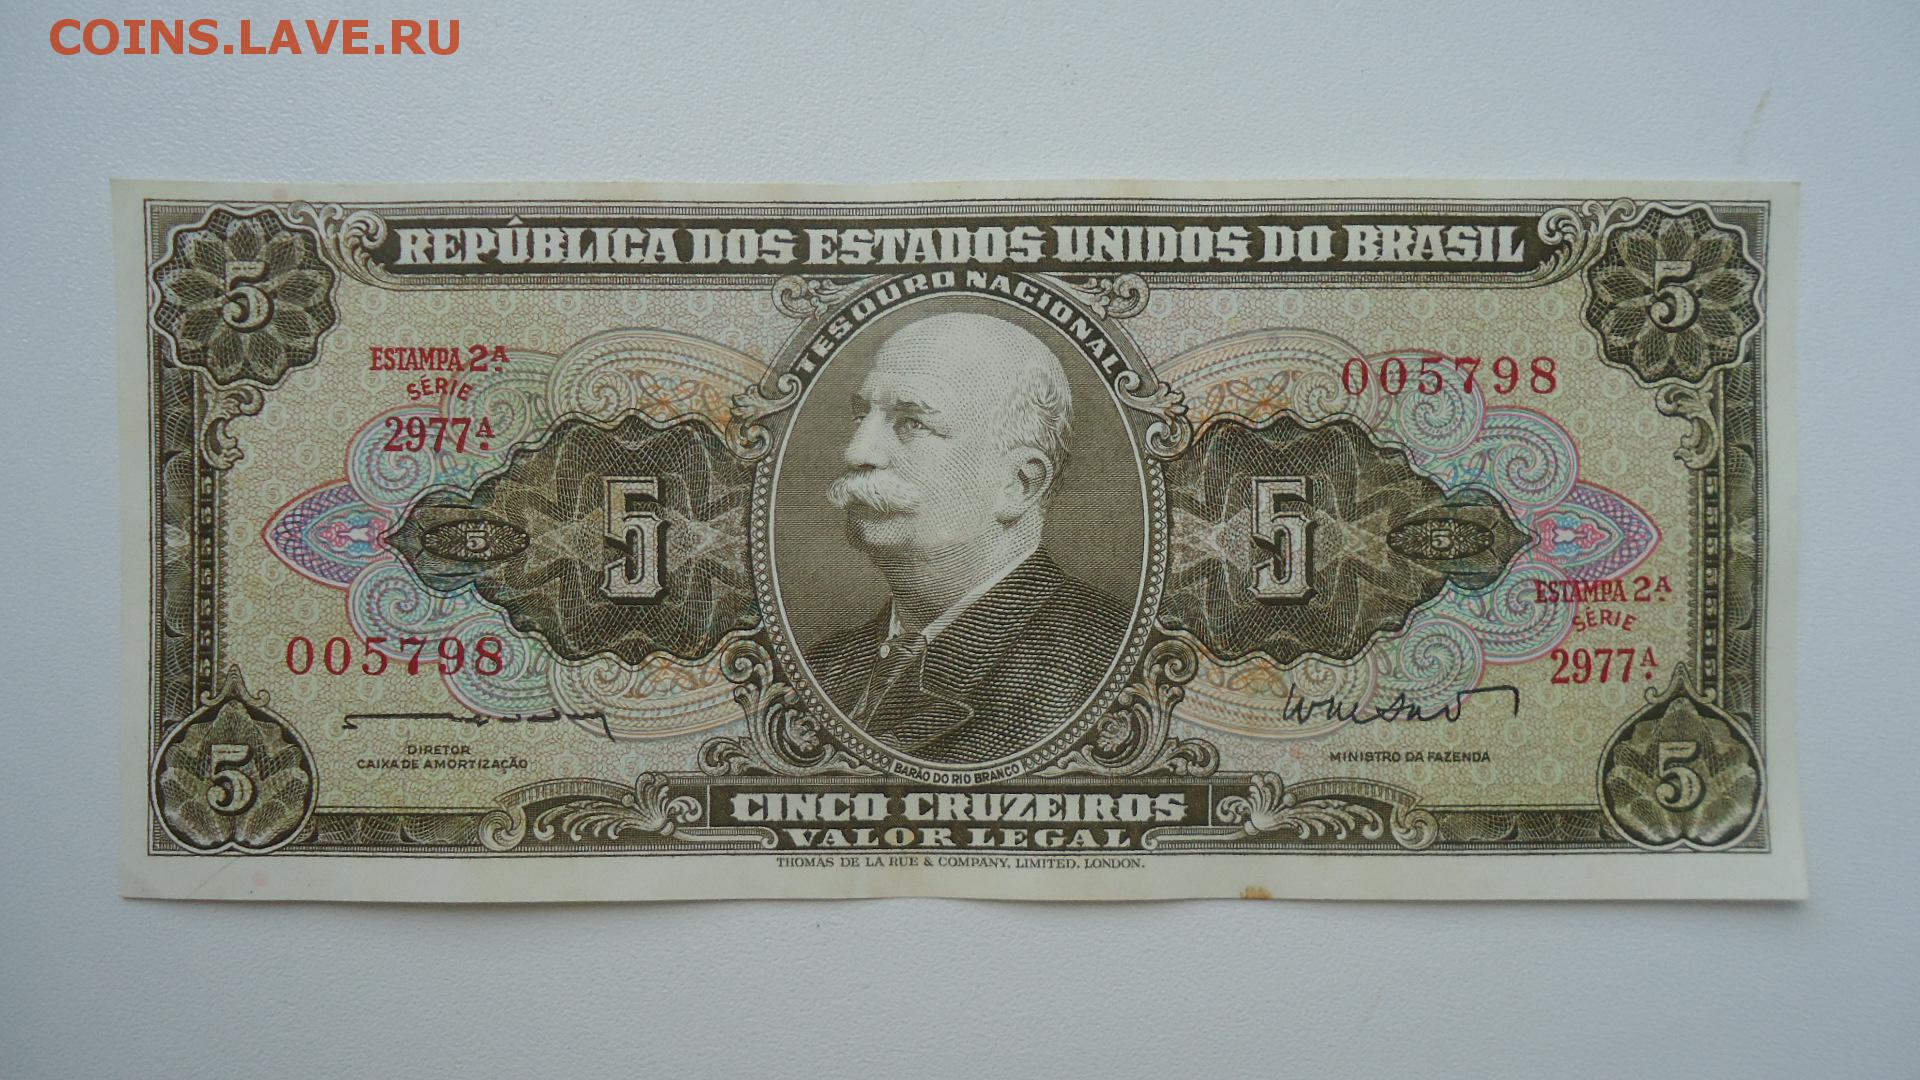 COINS.LAVE.RU
5
REPÚBLICA DOS ESTADOS UNIDOS DO BRASIL
5
TESOURO NACIONAL
ESTAMPA 2A
SÉRIE
2977A
005798
5
5
5
5
005798
ESTAMPA 2A
SÉRIE
2977A
DIRETOR
CAIXA DE AMORTIZAÇÃO
MINISTRO DA FAZENDA
BARÃO DO RIO BRANCO
5
CINCO CRUZEIROS
5
VALOR LEGAL
THOMAS DE LA RUE & COMPANY, LIMITED, LONDON.